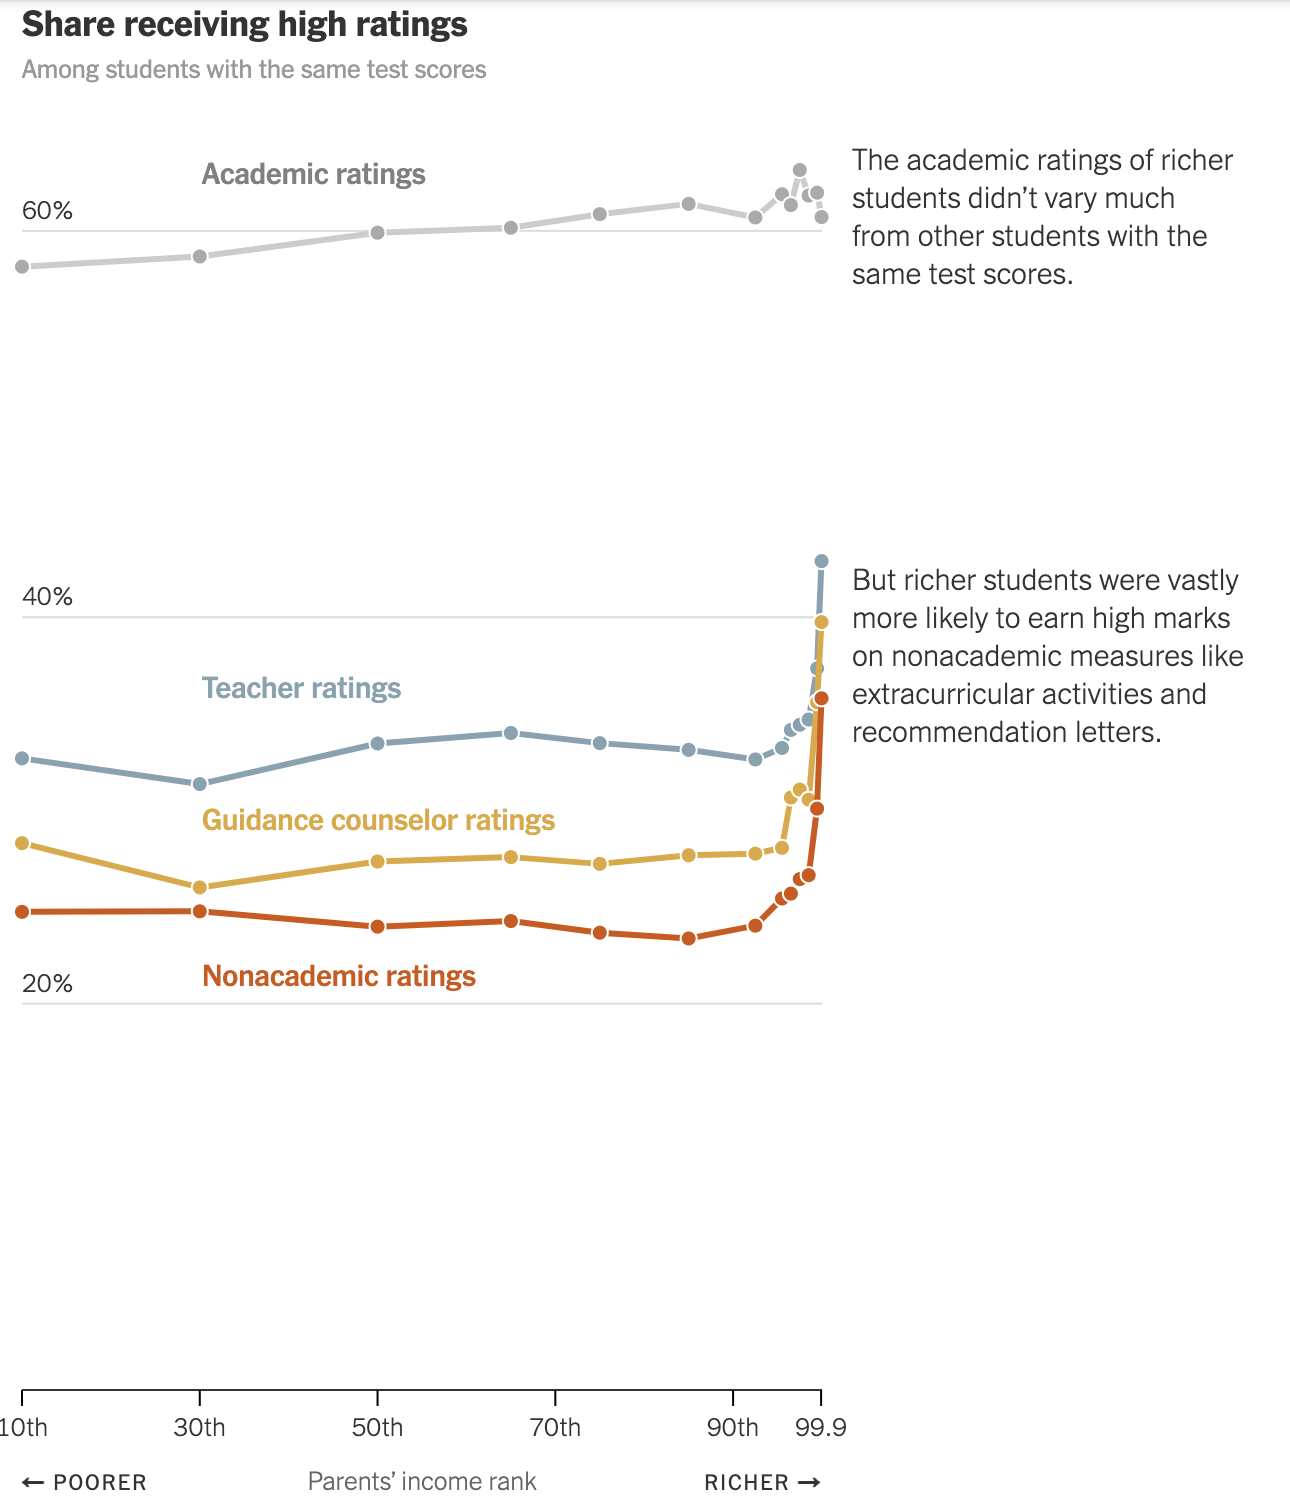 Share receiving high ratings
Among students with the same test scores
Academic ratings
60%
The academic ratings of richer
students didn’t vary much
from other students with the
same test scores.
40%
But richer students were vastly
more likely to earn high marks
on nonacademic measures like
extracurricular activities and
recommendation letters.
Teacher ratings
Guidance counselor ratings
Nonacademic ratings
20%
10th 30th 50th 70th 90th 99.9
← POORER Parents’ income rank RICHER →